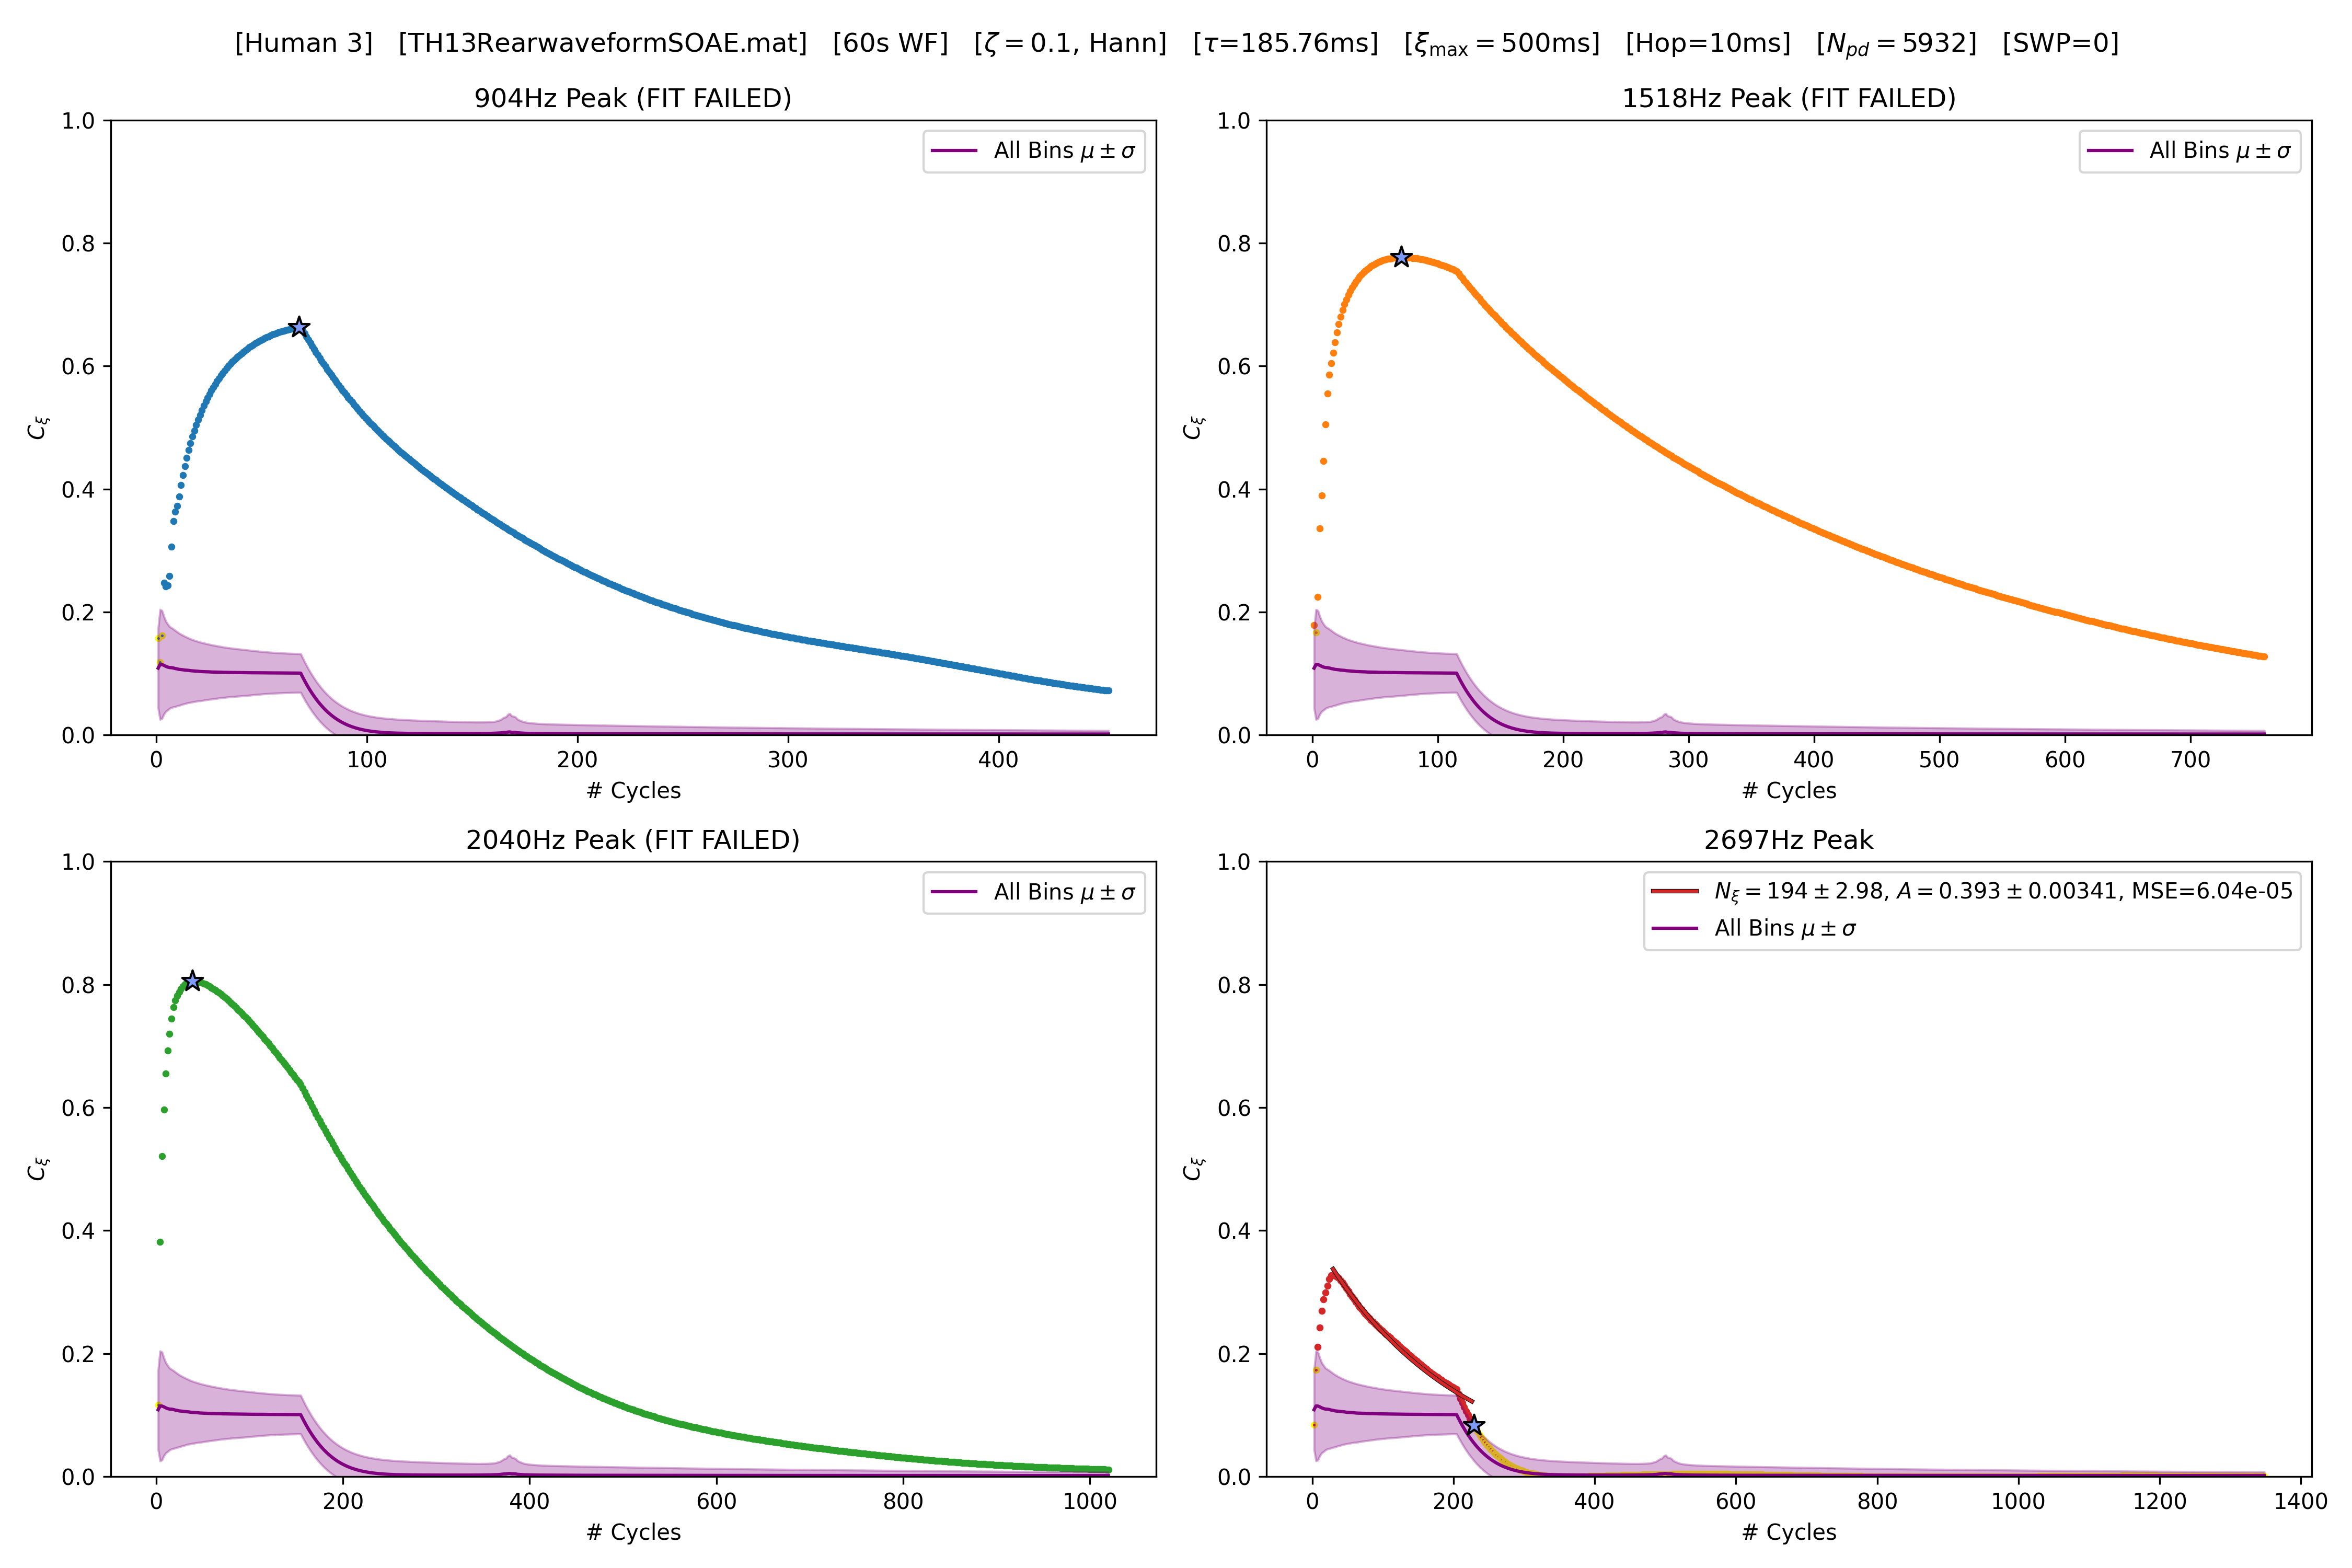 [Human 3] [TH13RearwaveformSOAE.mat] [60s WF] [ζ = 0.1, Hann] [τ=185.76ms] [ξmax = 500ms] [Hop=10ms] [Npd = 5932] [SWP=0]
904Hz Peak (FIT FAILED)
1.0
0.8
0.6
0.4
0.2
0.0
Cξ
All Bins μ ± σ
0 100 200 300 400
# Cycles
1518Hz Peak (FIT FAILED)
1.0
0.8
0.6
0.4
0.2
0.0
Cξ
All Bins μ ± σ
0 100 200 300 400 500 600 700
# Cycles
2040Hz Peak (FIT FAILED)
1.0
0.8
0.6
0.4
0.2
0.0
Cξ
All Bins μ ± σ
0 200 400 600 800 1000
# Cycles
2697Hz Peak
1.0
0.8
0.6
0.4
0.2
0.0
Cξ
Nξ = 194 ± 2.98, A = 0.393 ± 0.00341, MSE=6.04e-05
All Bins μ ± σ
0 200 400 600 800 1000 1200 1400
# Cycles